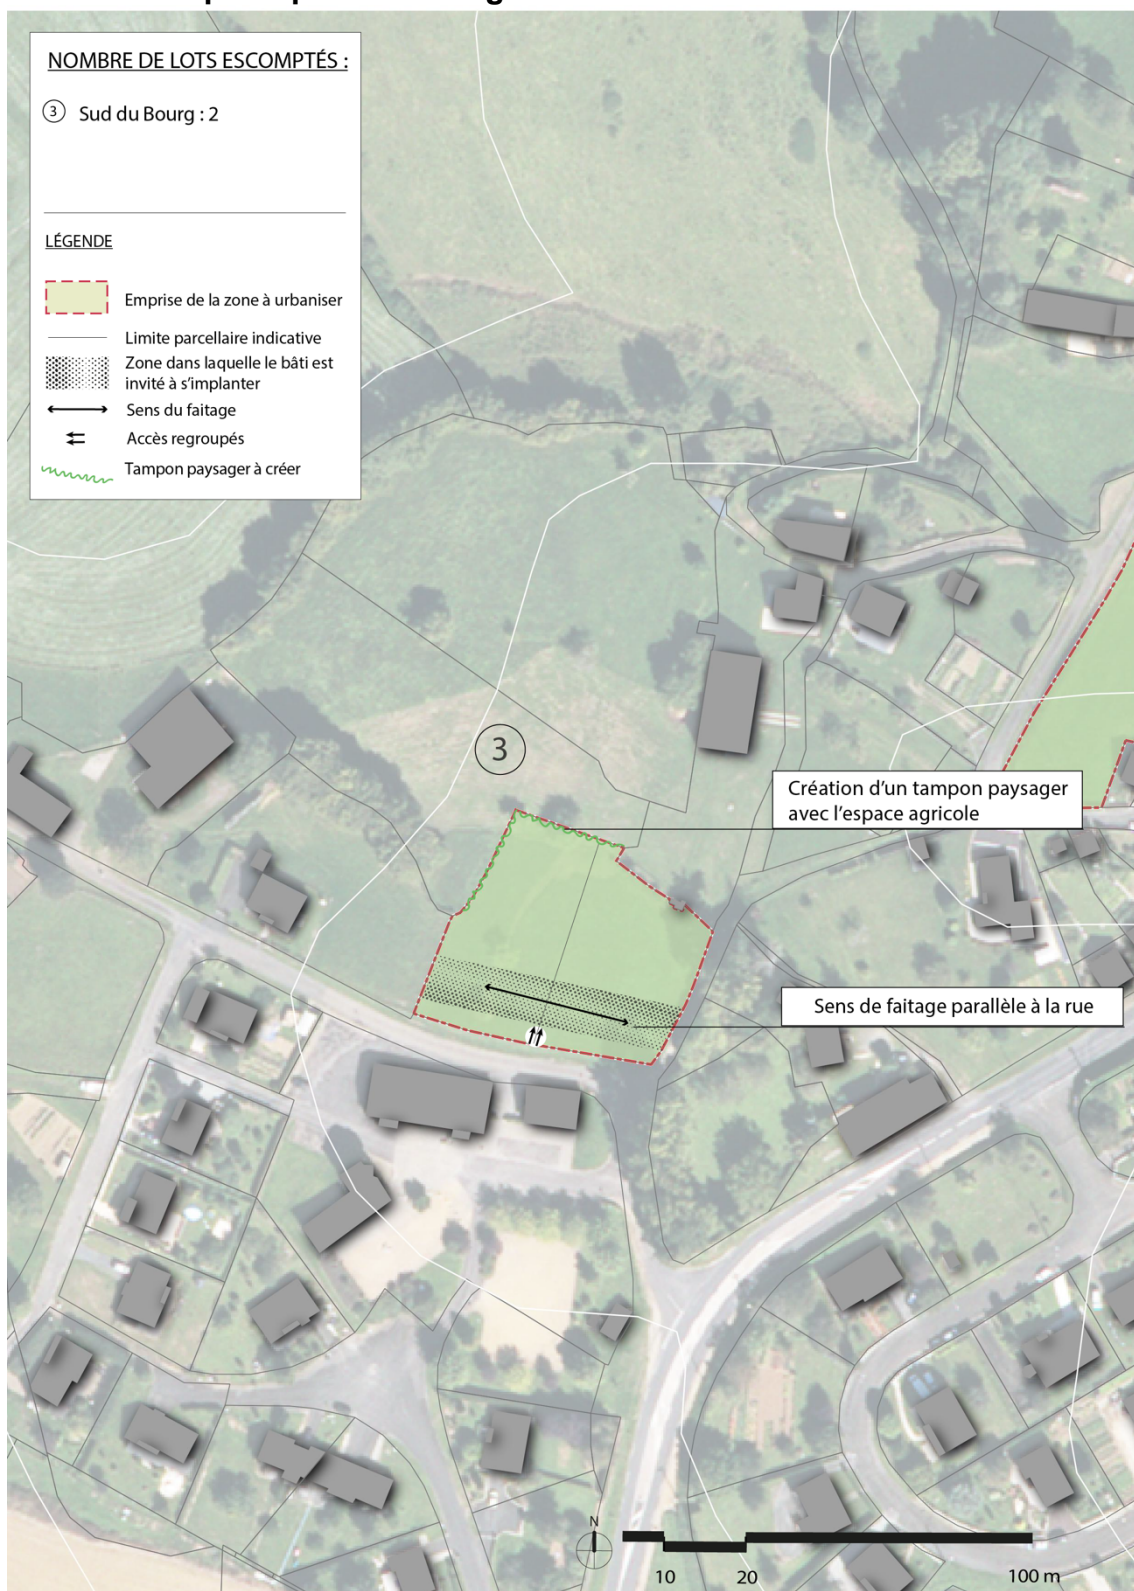 NOMBRE DE LOTS ESCOMPTÉS :
3 Sud du Bourg : 2
LÉGENDE
Emprise de la zone à urbaniser
Limite parcellaire indicative
Zone dans laquelle le bâti est
invité à s'implanter
Sens du faitage
Accès regroupés
Tampon paysager à créer
3
Création d'un tampon paysager
avec l'espace agricole
Sens de faitage parallèle à la rue
N
10 20 100 m